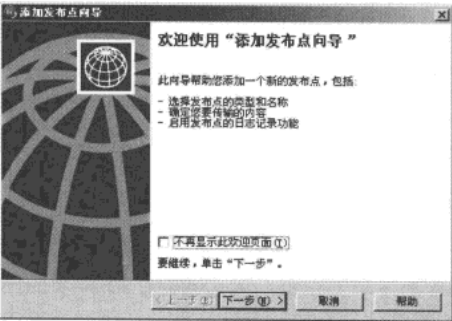 添加发布点向导
欢迎使用“添加发布点向导 ”
此向导帮助您添加一个新的发布点，包括:
- 选择发布点的类型和名称
- 确定您要传输的内容
- 启用发布点的日志记录功能
不再显示此欢迎页面(T)
要继续，单击“下一步”。
< 上一步(B) 下一步(N) > 取消 帮助